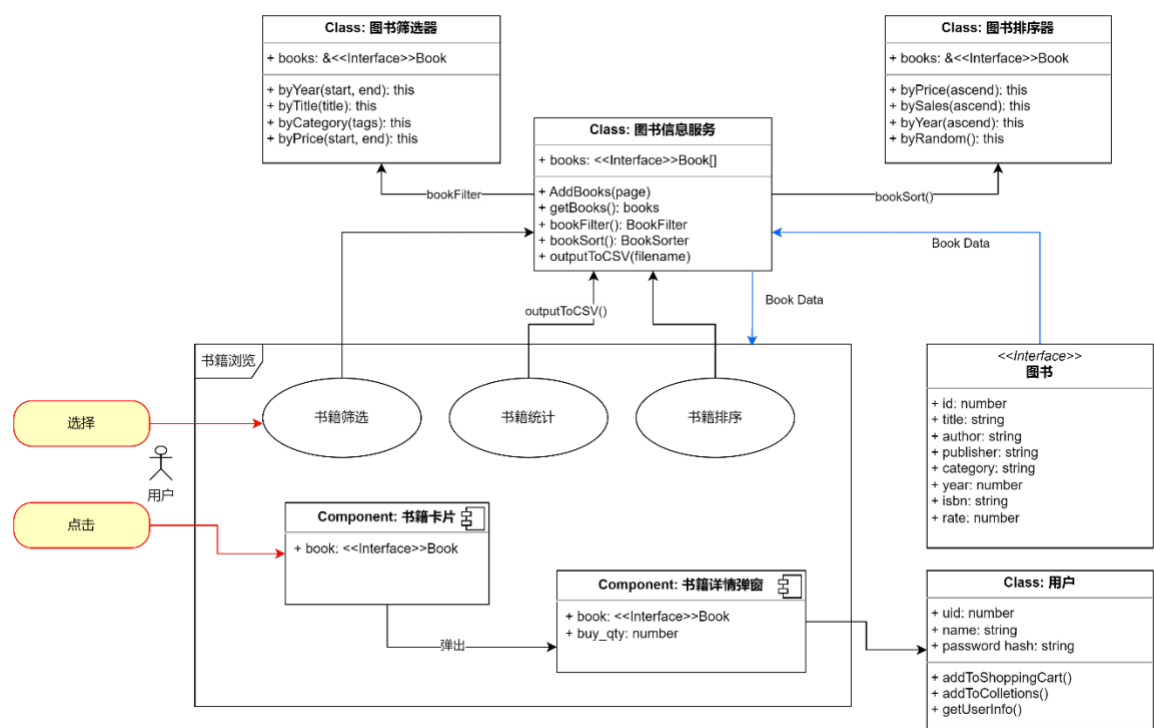 Class: 图书筛选器
+ books: &<<Interface>>Book
+ byYear(start, end): this
+ byTitle(title): this
+ byCategory(tags): this
+ byPrice(start, end): this
Class: 图书排序器
+ books: &<<Interface>>Book
+ byPrice(ascend): this
+ bySales(ascend): this
+ byYear(ascend): this
+ byRandom(): this
Class: 图书信息服务
+ books: <<Interface>>Book[]
+ AddBooks(page)
+ getBooks(): books
+ bookFilter(): BookFilter
+ bookSort(): BookSorter
+ outputToCSV(filename)
bookFilter
bookSort()
Book Data
Book Data
outputToCSV()
书籍浏览
书籍筛选
书籍统计
书籍排序
选择
用户
点击
<<Interface>>
图书
+ id: number
+ title: string
+ author: string
+ publisher: string
+ category: string
+ year: number
+ isbn: string
+ rate: number
Component: 书籍卡片
+ book: <<Interface>>Book
弹出
Component: 书籍详情弹窗
+ book: <<Interface>>Book
+ buy_qty: number
Class: 用户
+ uid: number
+ name: string
+ password hash: string
+ addToShoppingCart()
+ addToColletions()
+ getUserInfo()